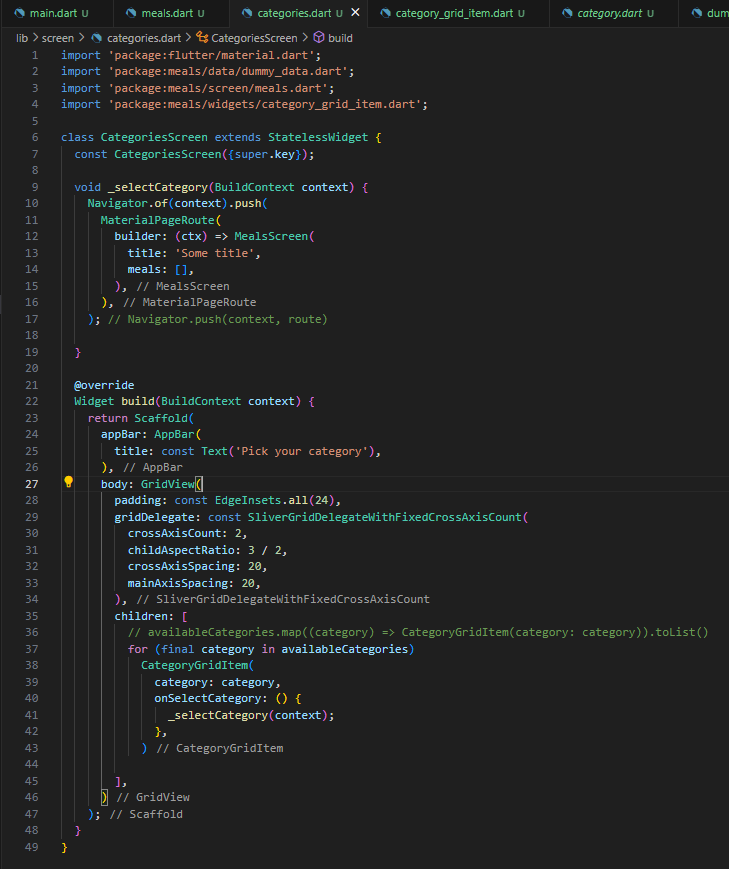 main.dart U meals.dart U categories.dart U × category_grid_item.dart U category.dart U dum
lib > screen > categories.dart > CategoriesScreen > build
1 import 'package:flutter/material.dart';
2 import 'package:meals/data/dummy_data.dart';
3 import 'package:meals/screen/meals.dart';
4 import 'package:meals/widgets/category_grid_item.dart';
5
6 class CategoriesScreen extends StatelessWidget {
7   const CategoriesScreen({super.key});
8
9   void _selectCategory(BuildContext context) {
10     Navigator.of(context).push(
11       MaterialPageRoute(
12         builder: (ctx) => MealsScreen(
13           title: 'Some title',
14           meals: [],
15         ), // MealsScreen
16       ), // MaterialPageRoute
17     ); // Navigator.push(context, route)
18
19   }
20
21   @override
22   Widget build(BuildContext context) {
23     return Scaffold(
24       appBar: AppBar(
25         title: const Text('Pick your category'),
26       ), // AppBar
27       body: GridView(
28         padding: const EdgeInsets.all(24),
29         gridDelegate: const SliverGridDelegateWithFixedCrossAxisCount(
30           crossAxisCount: 2,
31           childAspectRatio: 3 / 2,
32           crossAxisSpacing: 20,
33           mainAxisSpacing: 20,
34         ), // SliverGridDelegateWithFixedCrossAxisCount
35         children: [
36           // availableCategories.map((category) => CategoryGridItem(category: category)).toList()
37           for (final category in availableCategories)
38             CategoryGridItem(
39               category: category,
40               onSelectCategory: () {
41                 _selectCategory(context);
42               },
43             ) // CategoryGridItem
44
45         ],
46       ) // GridView
47     ); // Scaffold
48   }
49 }